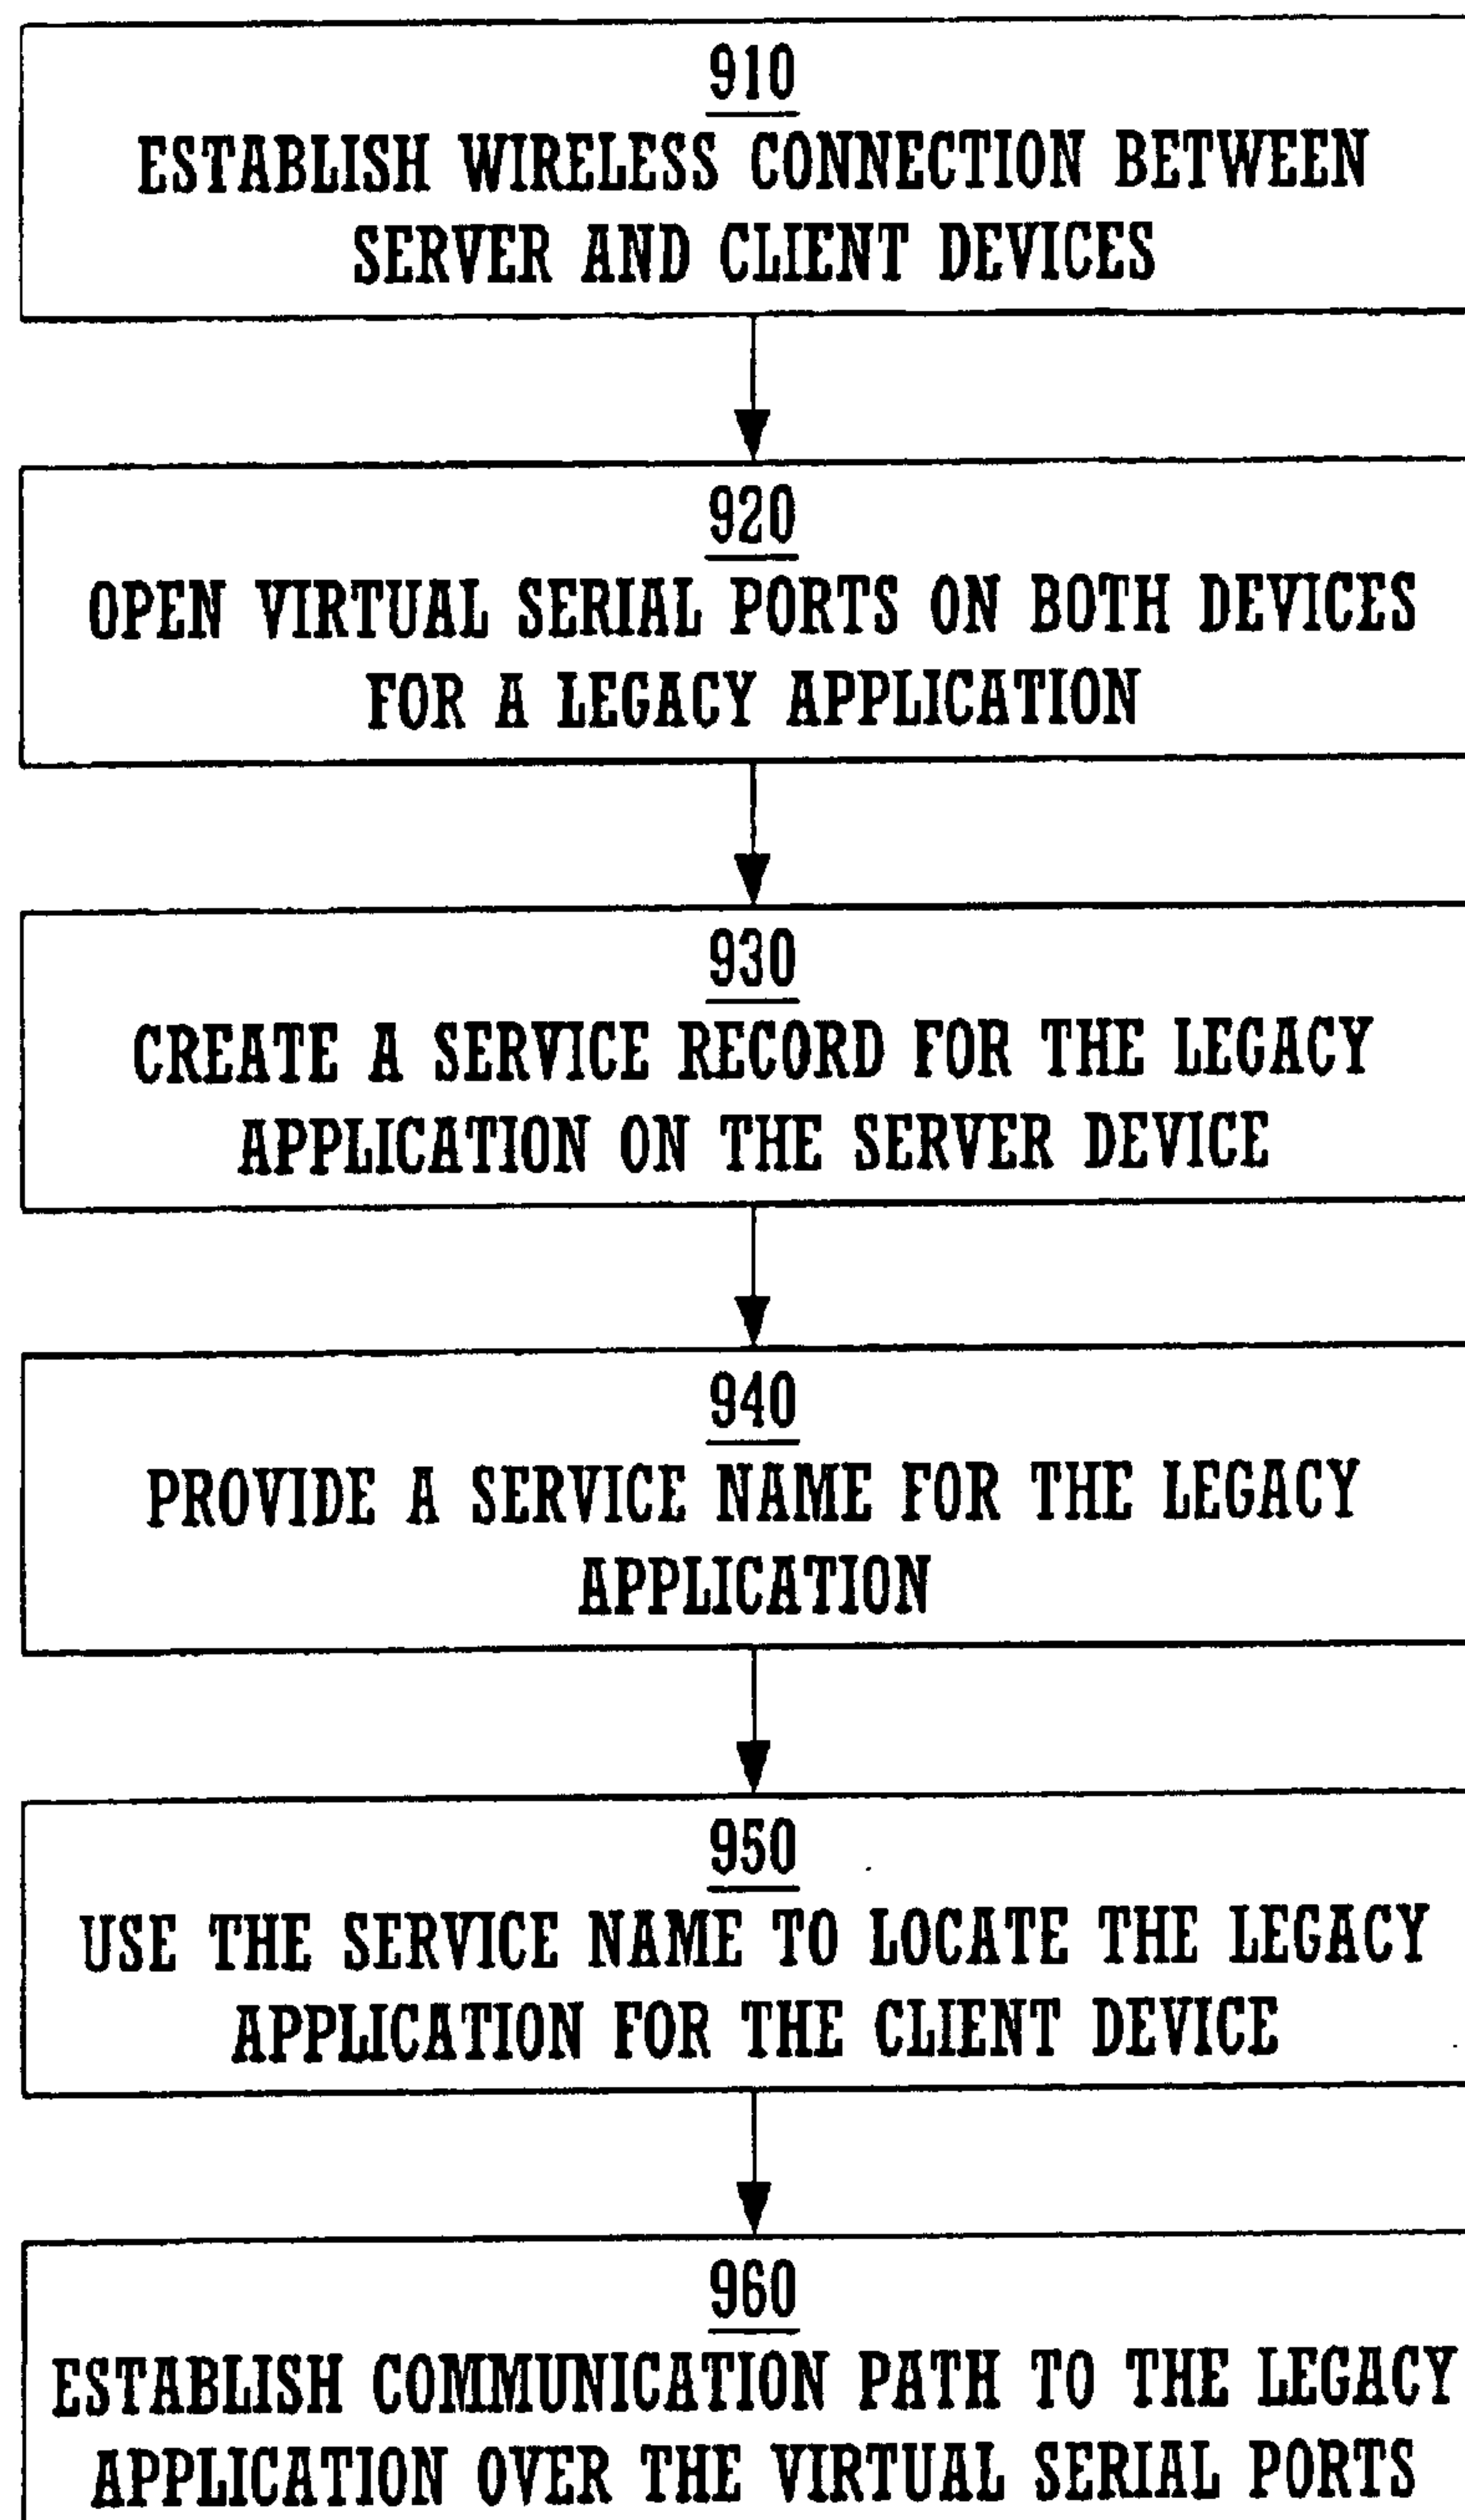 910
ESTABLISH WIRELESS CONNECTION BETWEEN
SERVER AND CLIENT DEVICES
920
OPEN VIRTUAL SERIAL PORTS ON BOTH DEVICES
FOR A LEGACY APPLICATION
930
CREATE A SERVICE RECORD FOR THE LEGACY
APPLICATION ON THE SERVER DEVICE
940
PROVIDE A SERVICE NAME FOR THE LEGACY
APPLICATION
950
USE THE SERVICE NAME TO LOCATE THE LEGACY
APPLICATION FOR THE CLIENT DEVICE
960
ESTABLISH COMMUNICATION PATH TO THE LEGACY
APPLICATION OVER THE VIRTUAL SERIAL PORTS